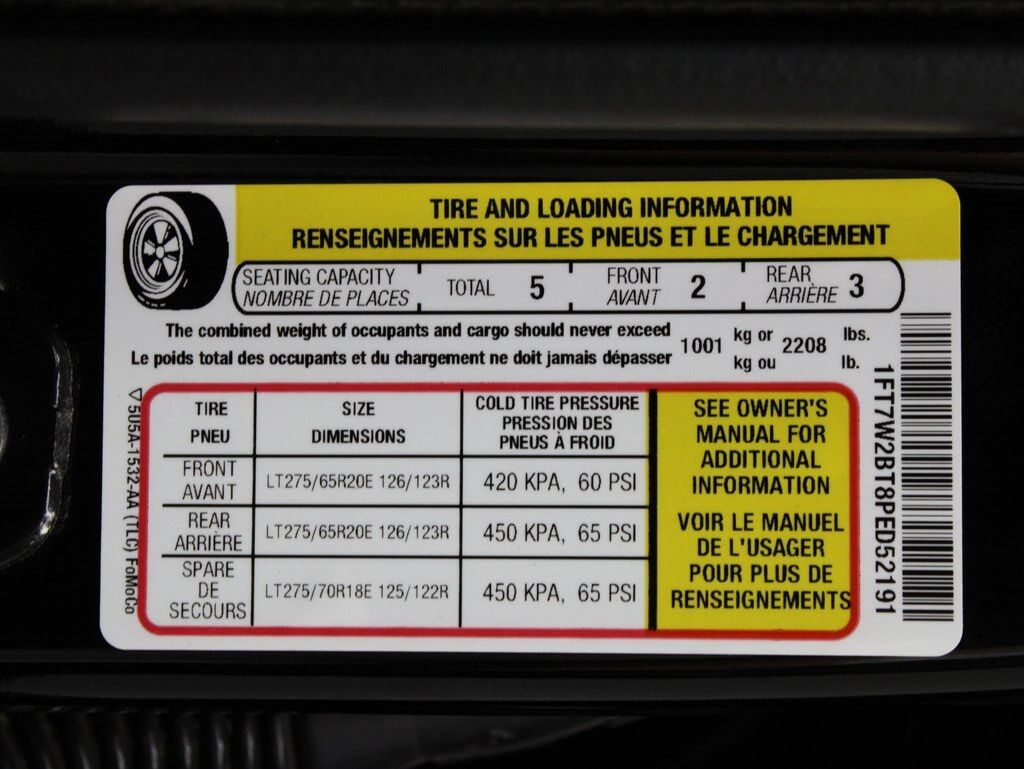 TIRE AND LOADING INFORMATION
RENSEIGNEMENTS SUR LES PNEUS ET LE CHARGEMENT
SEATING CAPACITY
NOMBRE DE PLACES
TOTAL 5
FRONT
AVANT 2
REAR
ARRIÈRE 3
The combined weight of occupants and cargo should never exceed
Le poids total des occupants et du chargement ne doit jamais dépasser
1001 kg or 2208 lbs.
kg ou lb.
TIRE
PNEU
SIZE
DIMENSIONS
COLD TIRE PRESSURE
PRESSION DES
PNEUS À FROID
FRONT
AVANT
LT275/65R20E 126/123R
420 KPA, 60 PSI
REAR
ARRIÈRE
LT275/65R20E 126/123R
450 KPA, 65 PSI
SPARE
DE
SECOURS
LT275/70R18E 125/122R
450 KPA, 65 PSI
SEE OWNER'S
MANUAL FOR
ADDITIONAL
INFORMATION
VOIR LE MANUEL
DE L'USAGER
POUR PLUS DE
RENSEIGNEMENTS
5U5A-1532-AA (TLC) FoMoCo
1FT7W2BT8PED52191